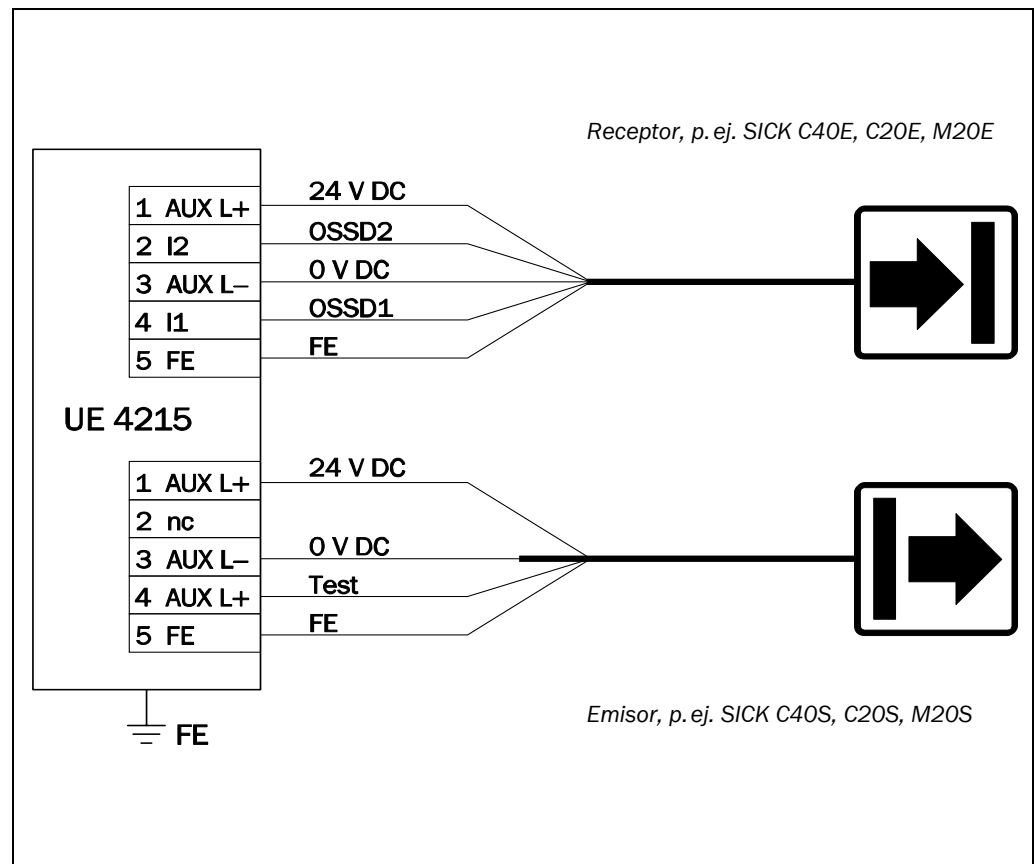 Receptor, p. ej. SICK C40E, C20E, M20E
1 AUX L+ 24 V DC
2 I2 OSSD2
3 AUX L– 0 V DC
4 I1 OSSD1
5 FE FE
UE 4215
1 AUX L+ 24 V DC
2 nc
3 AUX L– 0 V DC
4 AUX L+ Test
5 FE FE
Emisor, p. ej. SICK C40S, C20S, M20S
FE